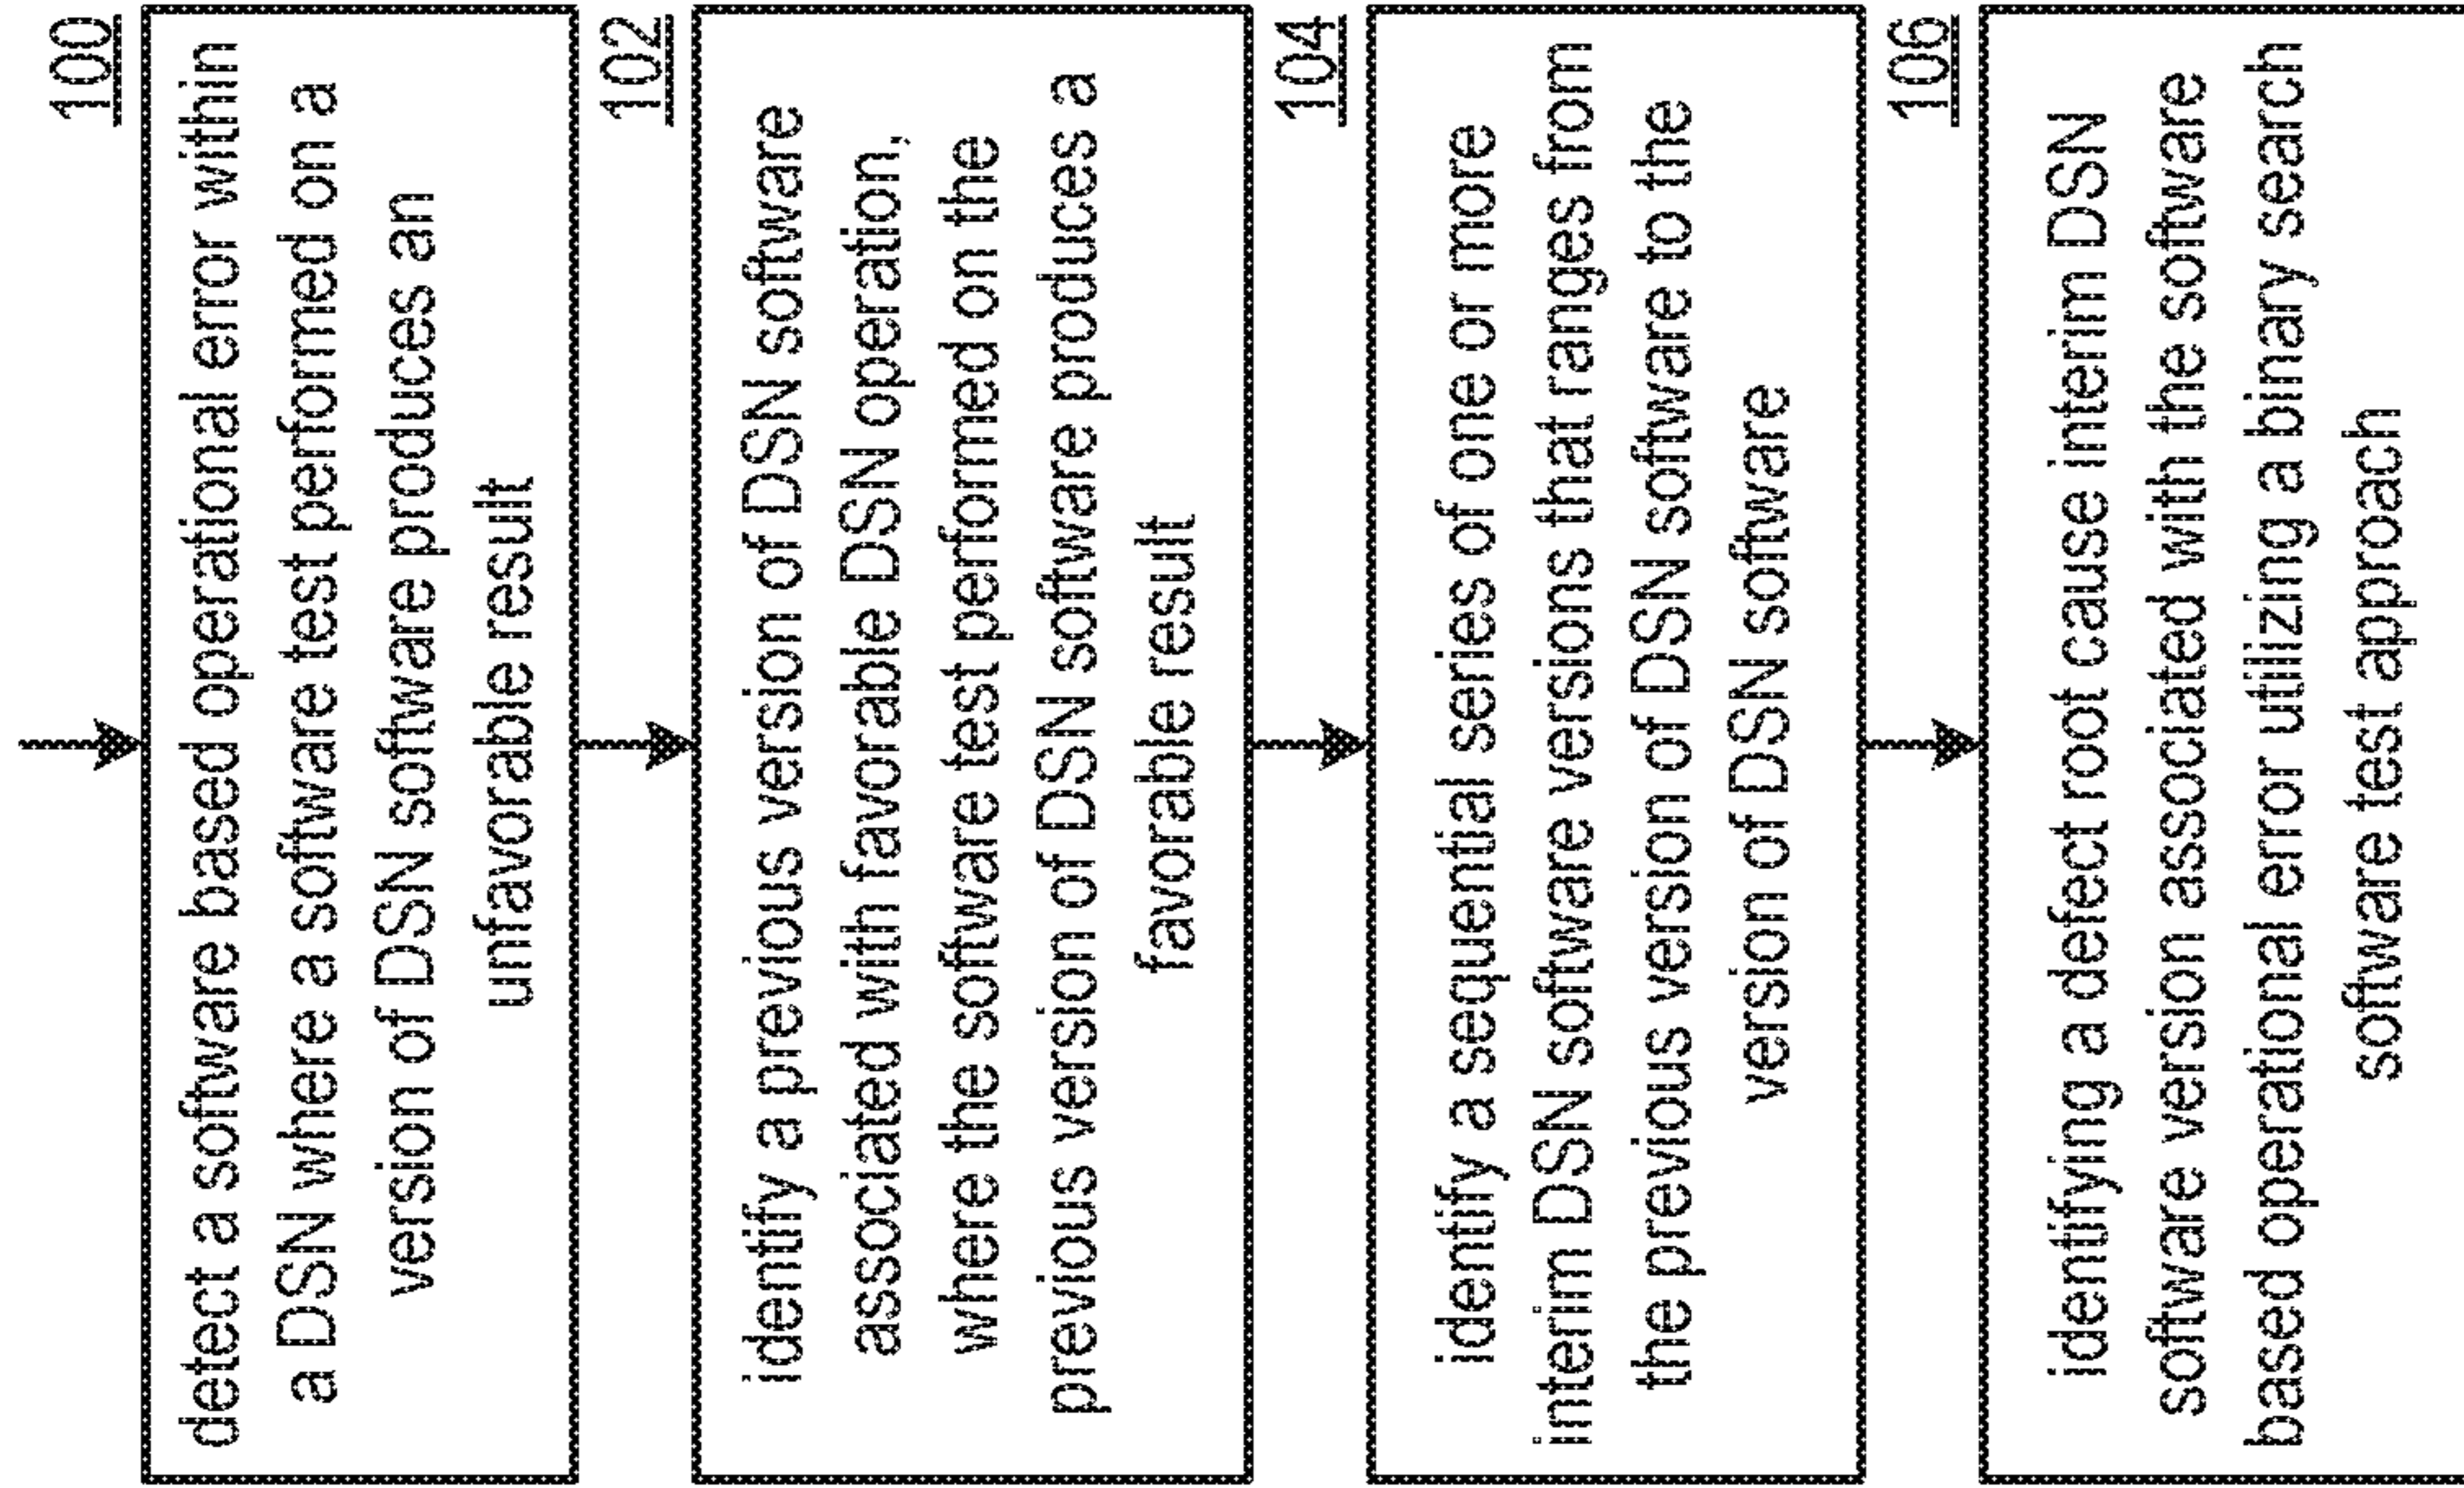 100
detect a software based operational error within
a DSN where a software test performed on a
version of DSN software produces an
unfavorable result
102
identify a previous version of DSN software
associated with favorable DSN operation,
where the software test performed on the
previous version of DSN software produces a
favorable result
104
identify a sequential series of one or more
interim DSN software versions that ranges from
the previous version of DSN software to the
version of DSN software
106
identifying a defect root cause interim DSN
software version associated with the software
based operational error utilizing a binary search
software test approach